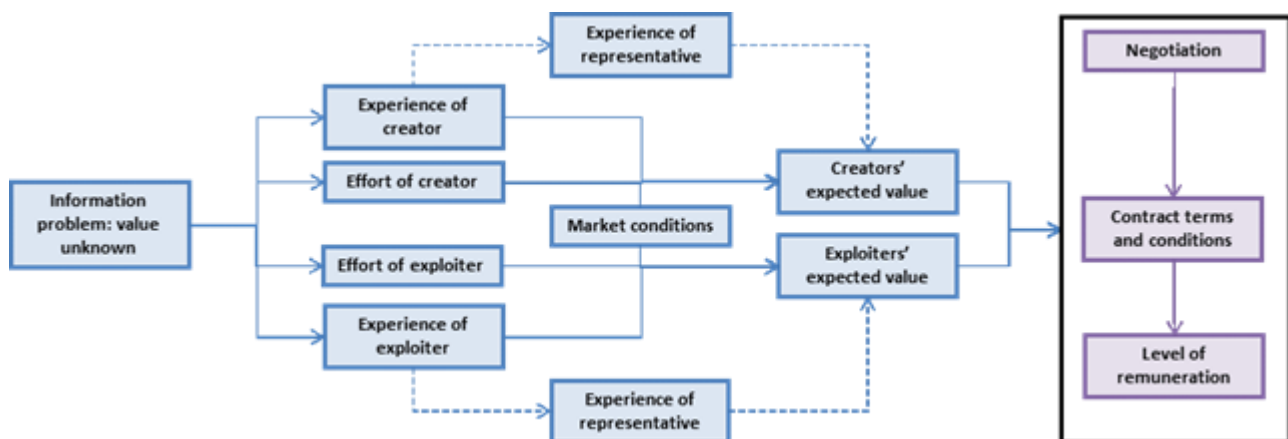 Experience of
representative
Negotiation
Experience of
creator
Effort of creator
Creators’
expected value
Information
problem: value
unknown
Market conditions
Contract terms
and conditions
Effort of exploiter
Exploiters’
expected value
Experience of
exploiter
Level of
remuneration
Experience of
representative